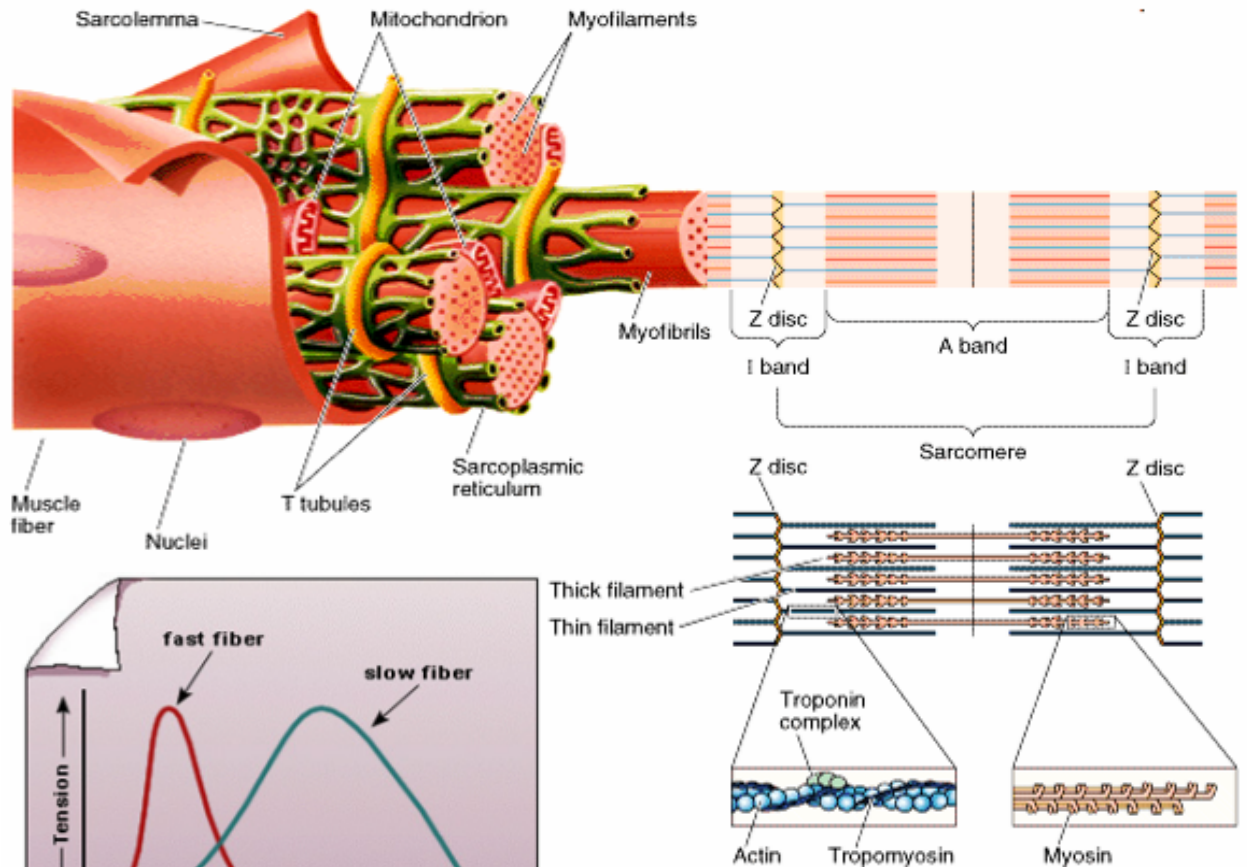 Sarcolemma
Mitochondrion
Myofilaments
Myofibrils
Z disc
Z disc
A band
I band
I band
Sarcomere
Sarcoplasmic
reticulum
T tubules
Muscle
fiber
Nuclei
Z disc
Z disc
Thick filament
Thin filament
Troponin
complex
Actin
Tropomyosin
Myosin
fast fiber
slow fiber
Tension